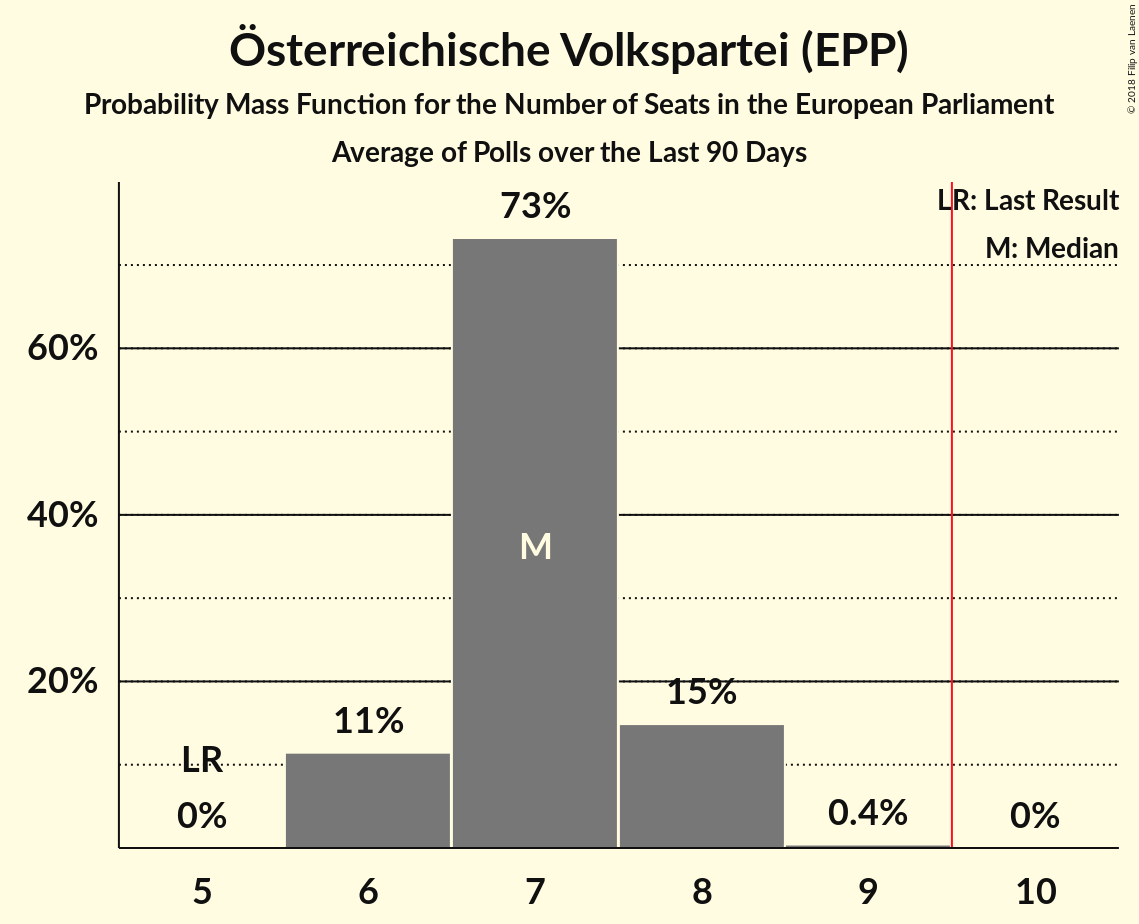 Österreichische Volkspartei (EPP)
Probability Mass Function for the Number of Seats in the European Parliament
Average of Polls over the Last 90 Days
© 2018 Filip van Laenen
LR: Last Result
M: Median
73%
60%
40%
M
20%
15%
11%
LR
0%
0.4%
0%
5 6 7 8 9 10